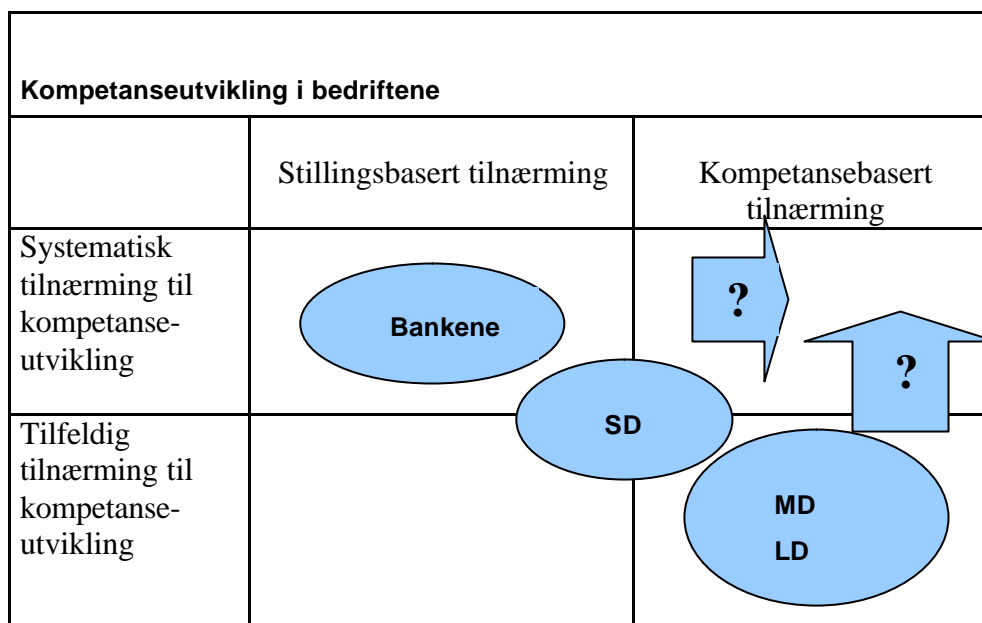 Kompetanseutvikling i bedriftene
Stillingsbasert tilnærming
Kompetansebasert
tilnærming
Systematisk
tilnærming til
kompetanse-
utvikling
Bankene
?
?
SD
Tilfeldig
tilnærming til
kompetanse-
utvikling
MD
LD